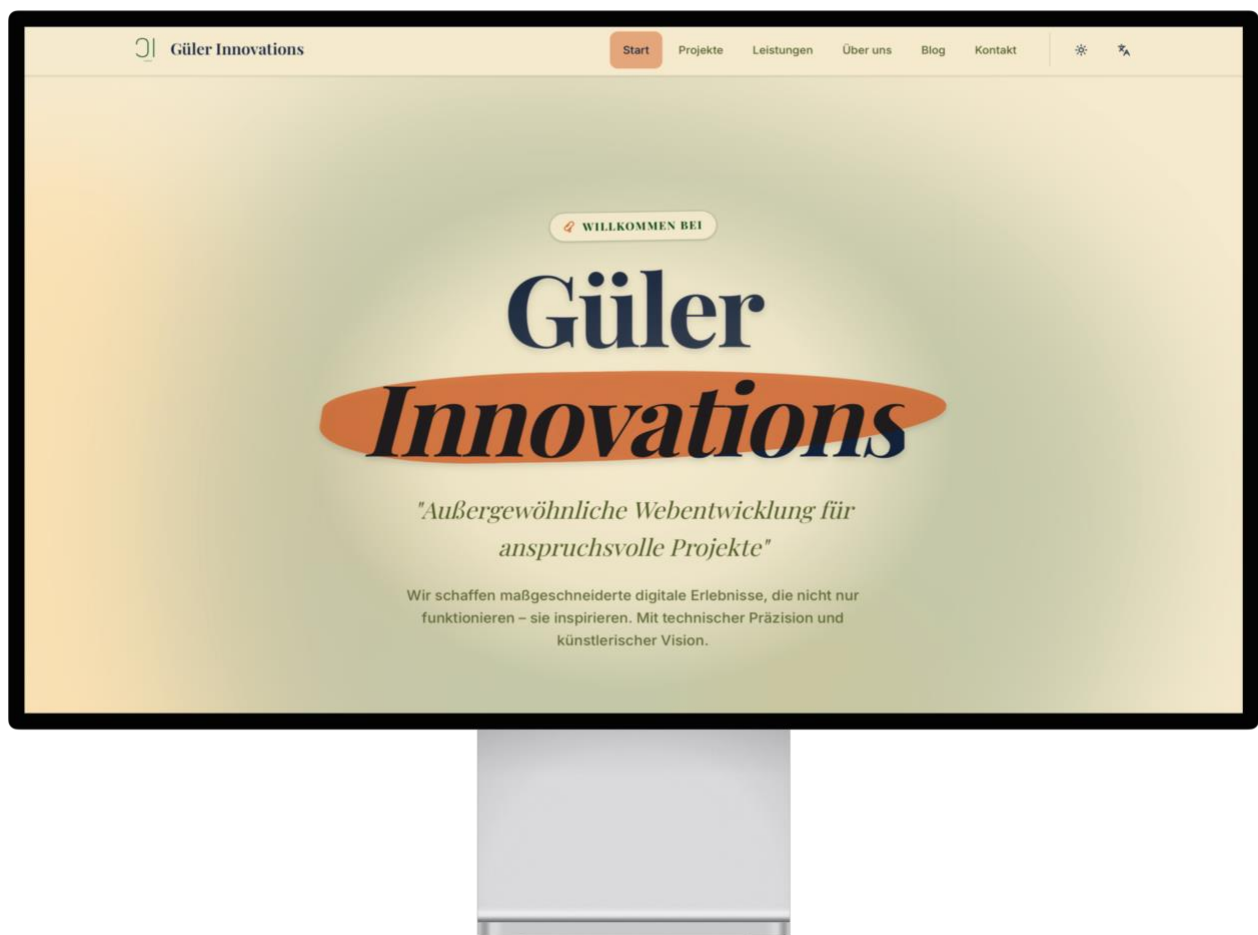 Güler Innovations
Start Projekte Leistungen Über uns Blog Kontakt
WILLKOMMEN BEI
Güler
Innovations
"Außergewöhnliche Webentwicklung für
anspruchsvolle Projekte"
Wir schaffen maßgeschneiderte digitale Erlebnisse, die nicht nur
funktionieren – sie inspirieren. Mit technischer Präzision und
künstlerischer Vision.